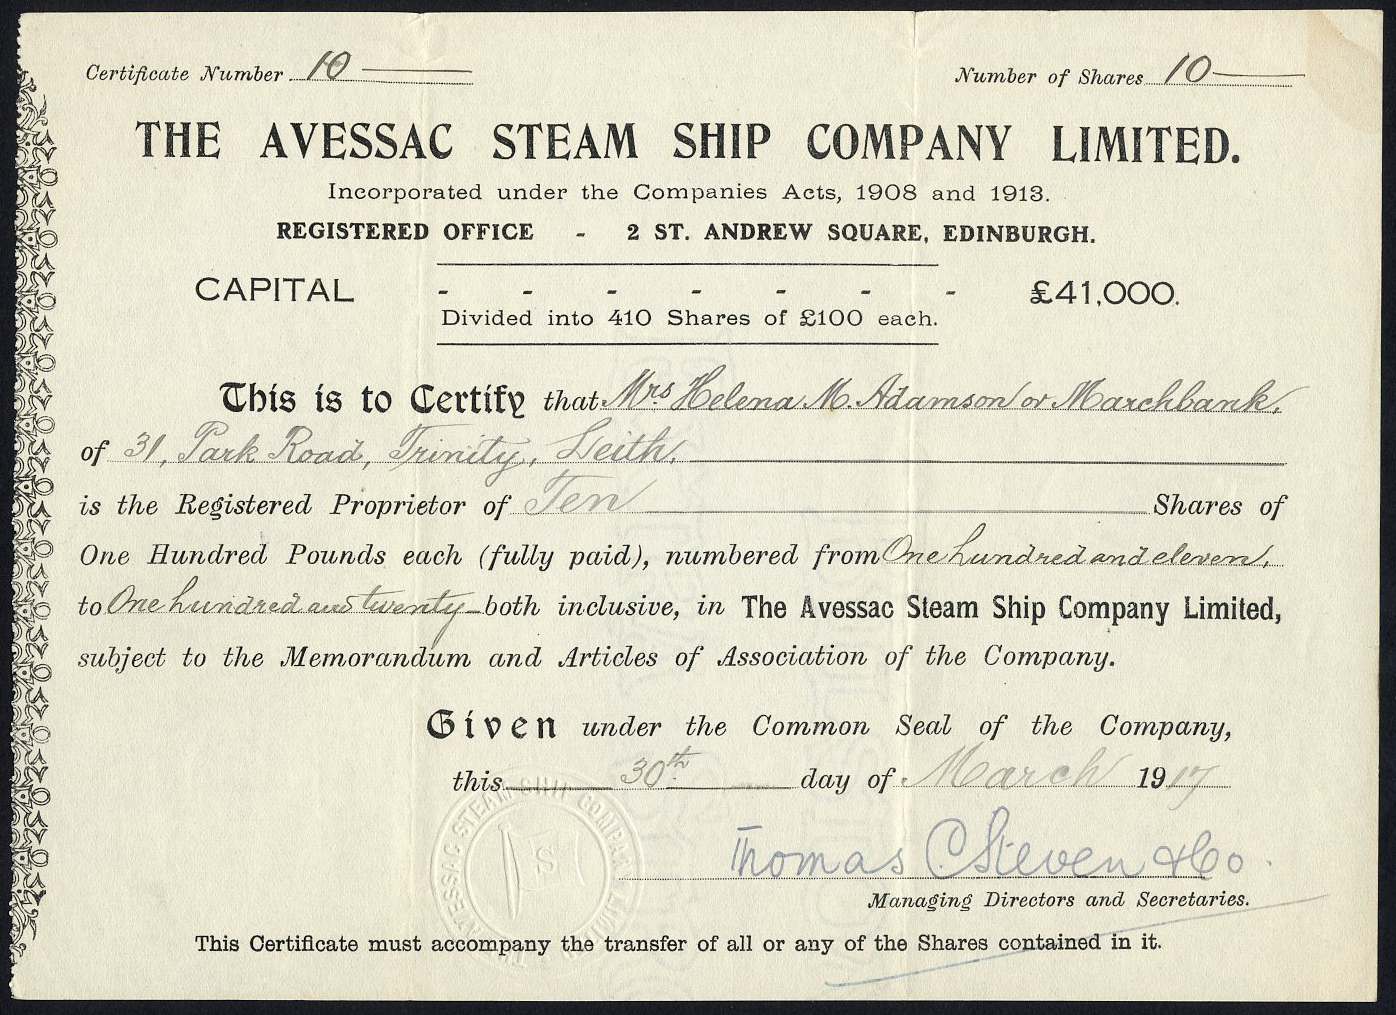 Certificate Number 10 Number of Shares 10
THE AVESSAC STEAM SHIP COMPANY LIMITED.
Incorporated under the Companies Acts, 1908 and 1913.
REGISTERED OFFICE - 2 ST. ANDREW SQUARE, EDINBURGH.
CAPITAL - - - - - - - £41,000.
Divided into 410 Shares of £100 each.
This is to Certify that Mrs Helena M. Adamson or Marchbank,
of 31, Park Road, Trinity, Leith,
is the Registered Proprietor of Ten Shares of
One Hundred Pounds each (fully paid), numbered from One hundred and eleven,
to One hundred and twenty both inclusive, in The Avessac Steam Ship Company Limited,
subject to the Memorandum and Articles of Association of the Company.
Given under the Common Seal of the Company,
this 30th day of March 1917
THE AVESSAC STEAM SHIP COMPANY LIMITED
S
Thomas C. Steven & Co.
Managing Directors and Secretaries.
This Certificate must accompany the transfer of all or any of the Shares contained in it.